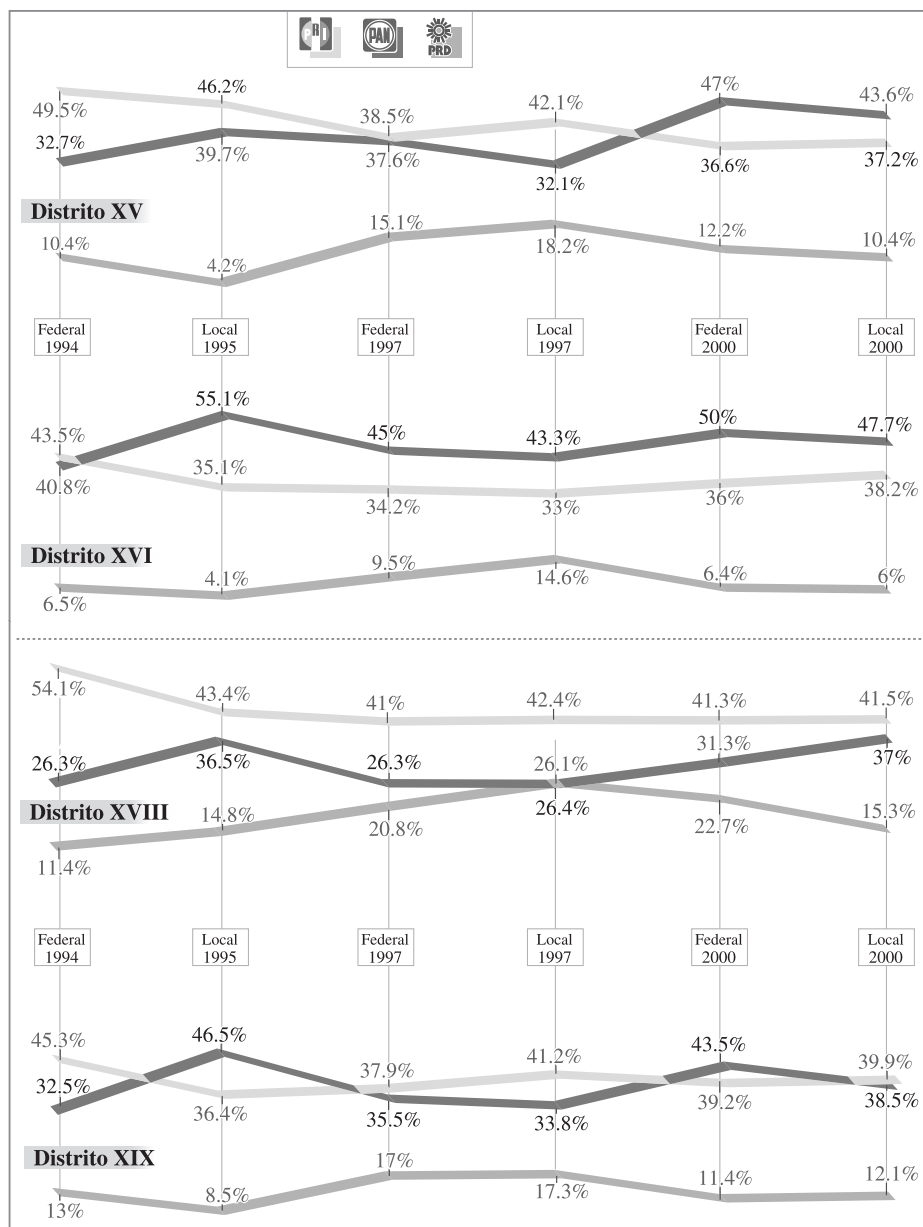 PRI PAN PRD
46.2% 47%
49.5% 38.5% 42.1% 43.6%
32.7% 39.7% 37.6% 32.1% 36.6% 37.2%
Distrito XV
10.4% 4.2% 15.1% 18.2% 12.2% 10.4%
Federal Local Federal Local Federal Local
1994 1995 1997 1997 2000 2000
55.1% 50%
43.5% 45% 43.3% 47.7%
40.8% 35.1% 34.2% 33% 36% 38.2%
Distrito XVI
6.5% 4.1% 9.5% 14.6% 6.4% 6%
54.1% 43.4% 41% 42.4% 41.3% 41.5%
26.3% 36.5% 26.3% 26.1% 31.3% 37%
Distrito XVIII
14.8% 20.8% 26.4% 22.7% 15.3%
11.4%
Federal Local Federal Local Federal Local
1994 1995 1997 1997 2000 2000
45.3% 46.5% 37.9% 41.2% 43.5% 39.9%
32.5% 36.4% 35.5% 33.8% 39.2% 38.5%
Distrito XIX
13% 8.5% 17% 17.3% 11.4% 12.1%